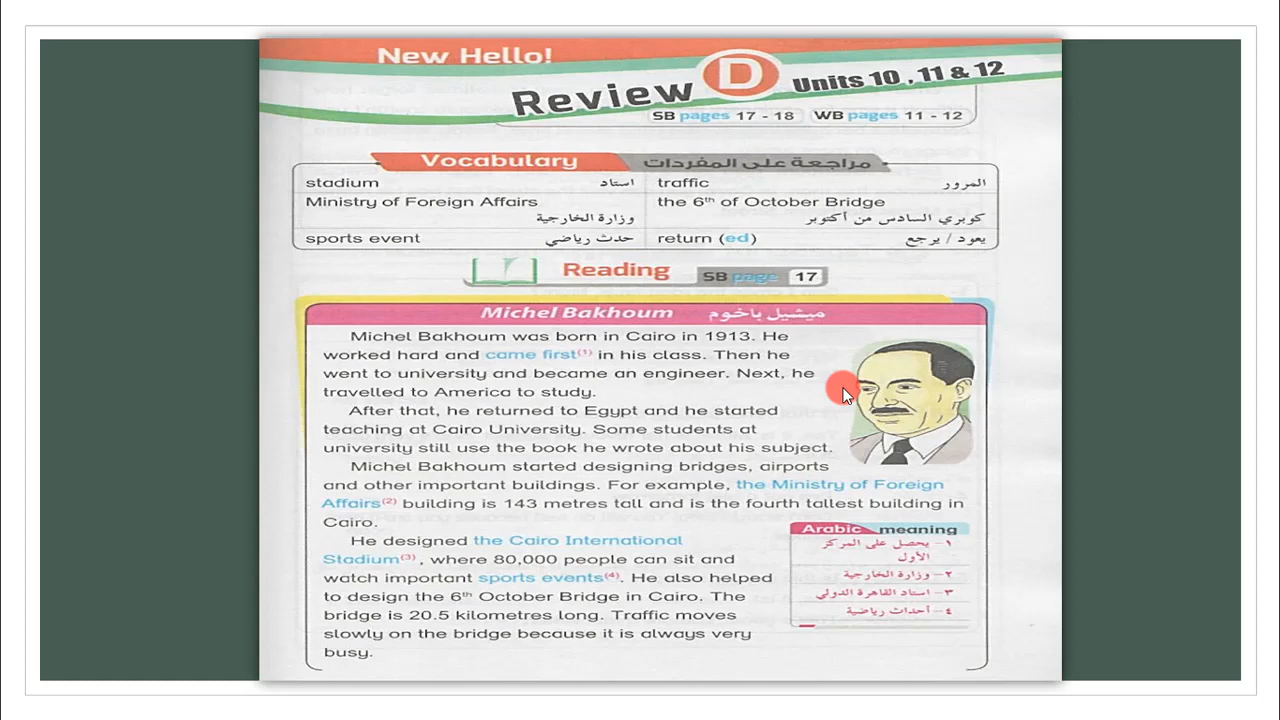 New Hello!
Review D Units 10 , 11 & 12
SB pages 17 - 18 WB pages 11 - 12
Vocabulary مراجعة على المفردات
stadium استاد traffic المرور
Ministry of Foreign Affairs the 6th of October Bridge
وزارة الخارجية كوبري السادس من أكتوبر
sports event حدث رياضي return (ed) يعود / يرجع
Reading SB page 17
Michel Bakhoum ميشيل باخوم
Michel Bakhoum was born in Cairo in 1913. He
worked hard and came first(1) in his class. Then he
went to university and became an engineer. Next, he
travelled to America to study.
After that, he returned to Egypt and he started
teaching at Cairo University. Some students at
university still use the book he wrote about his subject.
Michel Bakhoum started designing bridges, airports
and other important buildings. For example, the Ministry of Foreign
Affairs(2) building is 143 metres tall and is the fourth tallest building in
Cairo.
He designed the Cairo International
Stadium(3), where 80,000 people can sit and
watch important sports events(4). He also helped
to design the 6th October Bridge in Cairo. The
bridge is 20.5 kilometres long. Traffic moves
slowly on the bridge because it is always very
busy.
Arabic meaning
١- يحصل على المركز
الأول
٢- وزارة الخارجية
٣- استاد القاهرة الدولي
٤- أحداث رياضية